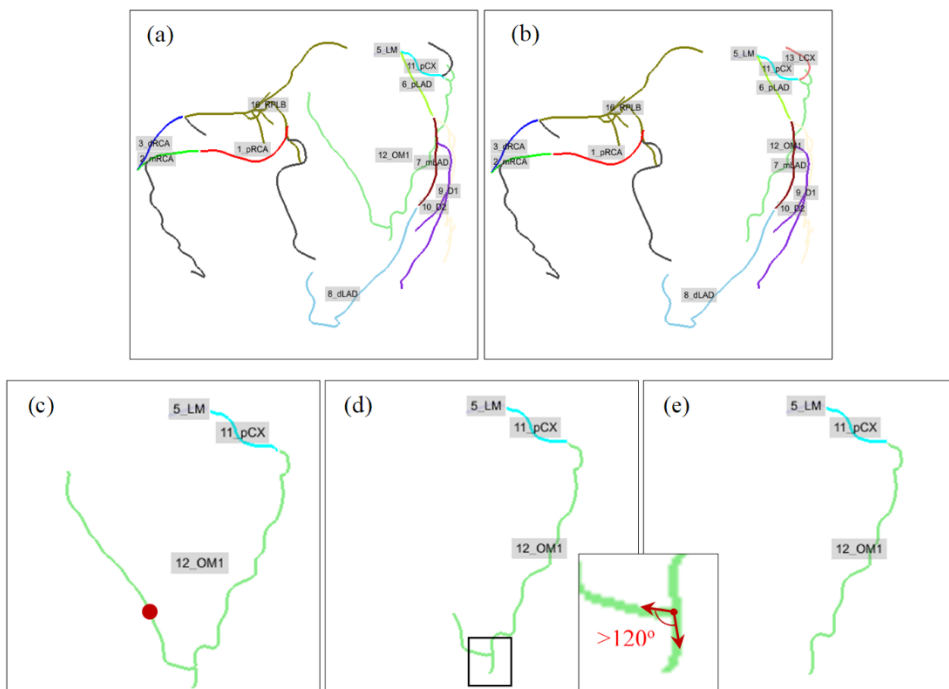 (a)
5_LM
11_pCX
6_pLAD
16_RPLB
3_dRCA
2_mRCA
1_pRCA
12_OM1
7_mLAD
9_D1
10_D2
8_dLAD
(b)
5_LM
13_LCX
11_pCX
6_pLAD
16_RPLB
3_dRCA
2_mRCA
1_pRCA
12_OM1
7_mLAD
9_D1
10_D2
8_dLAD
(c)
5_LM
11_pCX
12_OM1
(d)
5_LM
11_pCX
12_OM1
>120°
(e)
5_LM
11_pCX
12_OM1